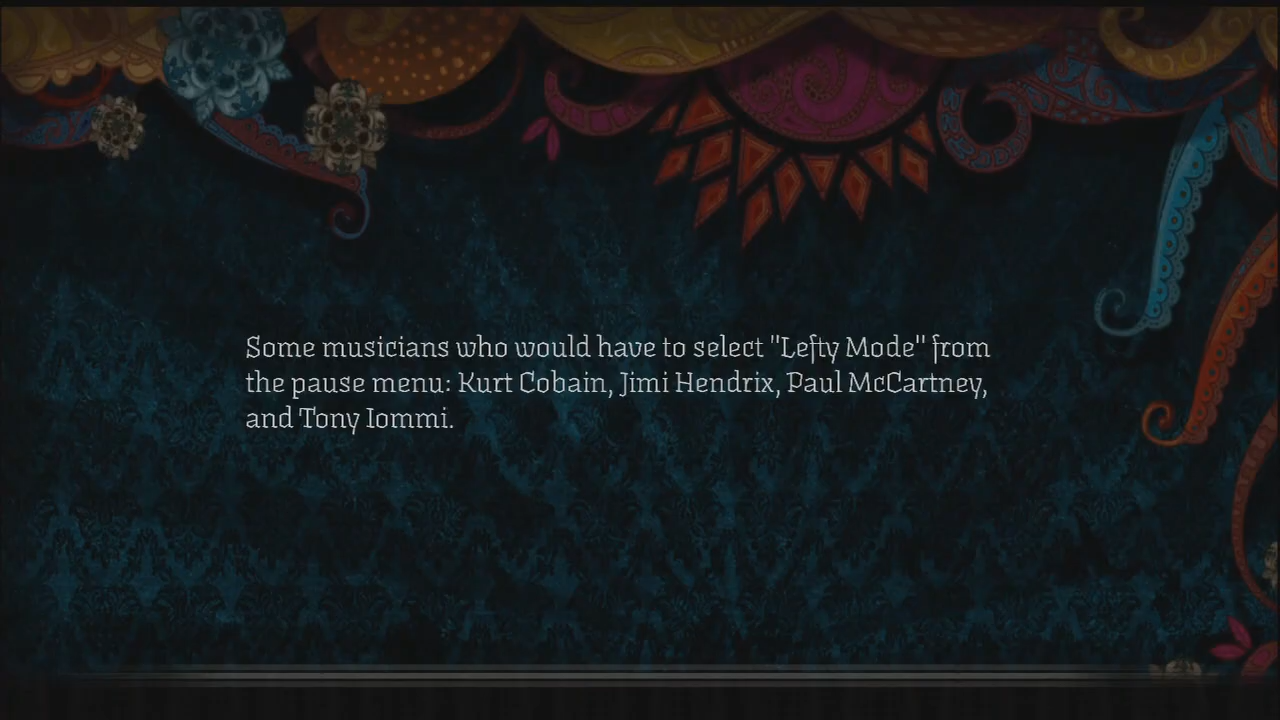 Some musicians who would have to select "Lefty Mode" from
the pause menu: Kurt Cobain, Jimi Hendrix, Paul McCartney,
and Tony Iommi.